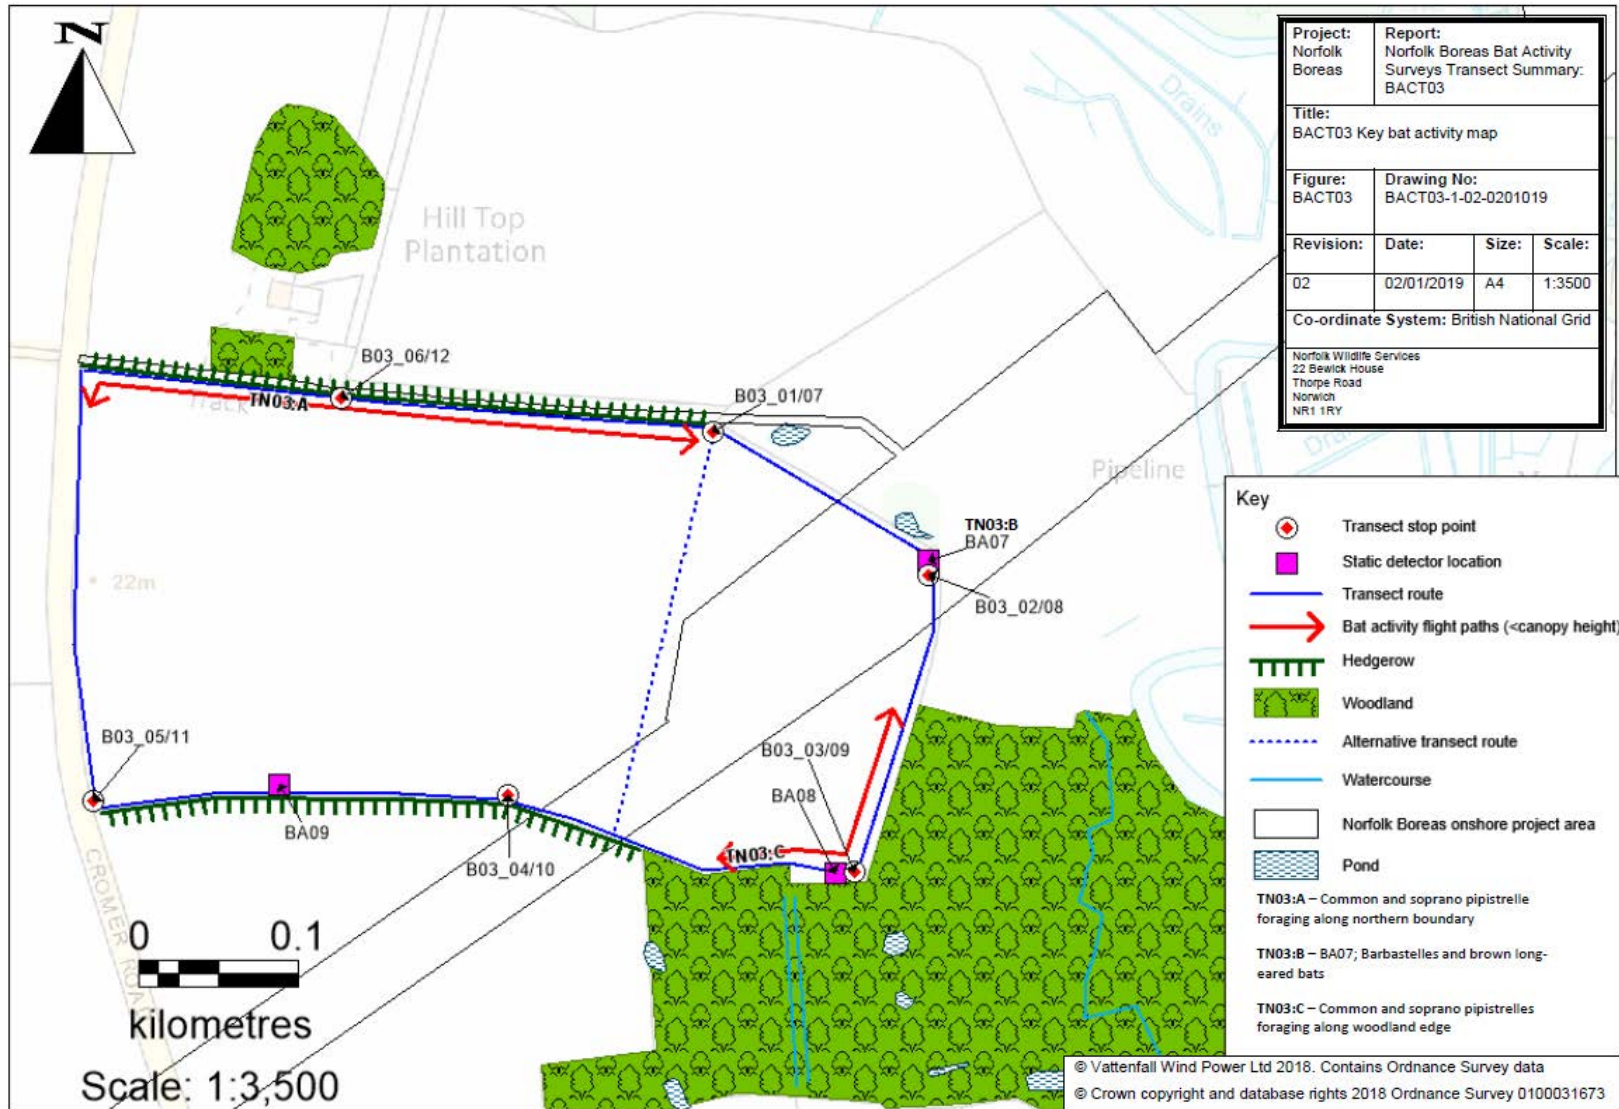 N
Project:
Norfolk
Boreas
Report:
Norfolk Boreas Bat Activity
Surveys Transect Summary:
BACT03
Title:
BACT03 Key bat activity map
Figure:
BACT03
Drawing No:
BACT03-1-02-0201019
Revision:
Date:
Size:
Scale:
02
02/01/2019
A4
1:3500
Co-ordinate System: British National Grid
Norfolk Wildlife Services
22 Bewick House
Thorpe Road
Norwich
NR1 1RY
Drains
Hill Top
Plantation
B03_06/12
TN03:A
Track
B03_01/07
Pipeline
TN03:B
BA07
B03_02/08
22m
B03_05/11
BA09
B03_04/10
B03_03/09
BA08
TN03:C
CROMER ROAD
0 0.1
kilometres
Scale: 1:3,500
Key
Transect stop point
Static detector location
Transect route
Bat activity flight paths (<canopy height)
Hedgerow
Woodland
Alternative transect route
Watercourse
Norfolk Boreas onshore project area
Pond
TN03:A – Common and soprano pipistrelle
foraging along northern boundary
TN03:B – BA07; Barbastelles and brown long-
eared bats
TN03:C – Common and soprano pipistrelles
foraging along woodland edge
© Vattenfall Wind Power Ltd 2018. Contains Ordnance Survey data
© Crown copyright and database rights 2018 Ordnance Survey 0100031673